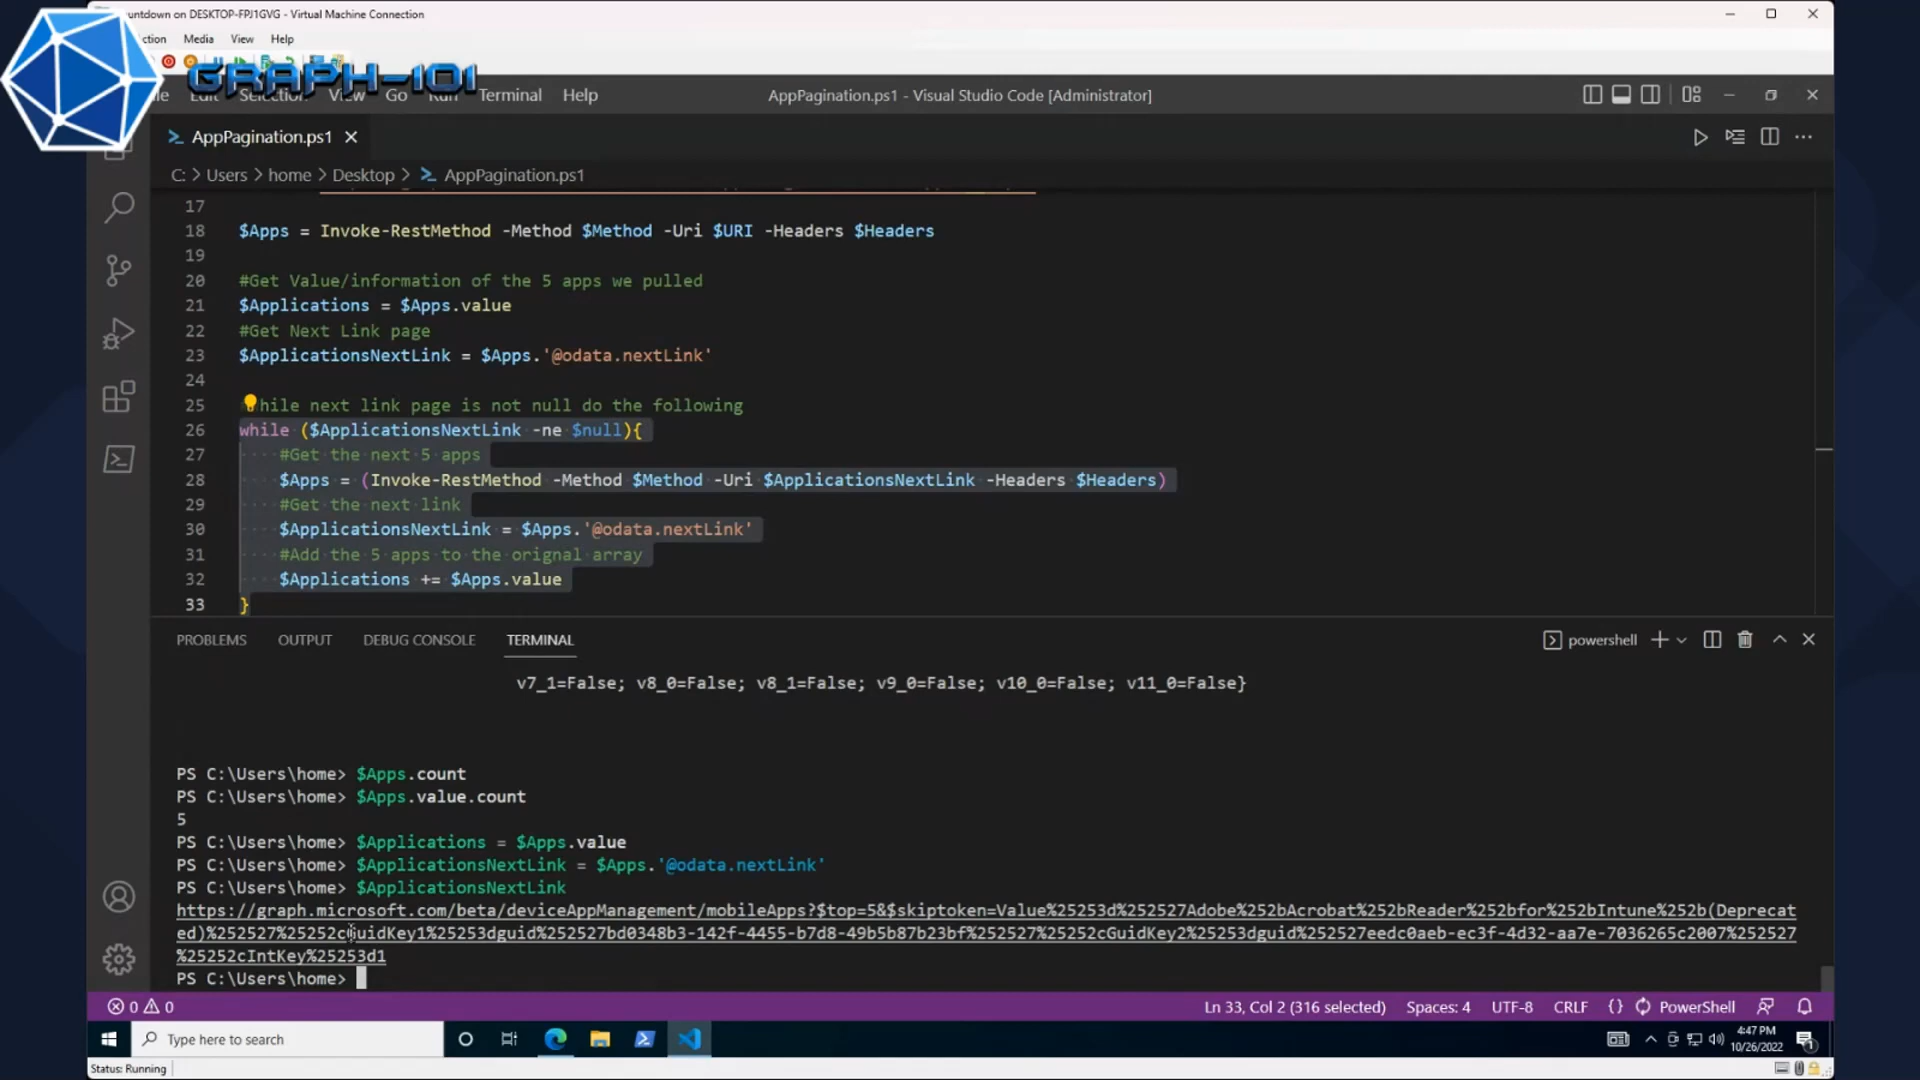 ountdown on DESKTOP-FPJ1GVG - Virtual Machine Connection
ction Media View Help
GRAPH-101
le Edit Selection View Go Run Terminal Help
AppPagination.ps1 - Visual Studio Code [Administrator]
AppPagination.ps1
C: > Users > home > Desktop > AppPagination.ps1
17
18 $Apps = Invoke-RestMethod -Method $Method -Uri $URI -Headers $Headers
19
20 #Get Value/information of the 5 apps we pulled
21 $Applications = $Apps.value
22 #Get Next Link page
23 $ApplicationsNextLink = $Apps.'@odata.nextLink'
24
25 hile next link page is not null do the following
26 while ($ApplicationsNextLink -ne $null){
27 #Get the next 5 apps
28 $Apps = (Invoke-RestMethod -Method $Method -Uri $ApplicationsNextLink -Headers $Headers)
29 #Get the next link
30 $ApplicationsNextLink = $Apps.'@odata.nextLink'
31 #Add the 5 apps to the orignal array
32 $Applications += $Apps.value
33 }
PROBLEMS OUTPUT DEBUG CONSOLE TERMINAL
powershell
v7_1=False; v8_0=False; v8_1=False; v9_0=False; v10_0=False; v11_0=False}
PS C:\Users\home> $Apps.count
PS C:\Users\home> $Apps.value.count
5
PS C:\Users\home> $Applications = $Apps.value
PS C:\Users\home> $ApplicationsNextLink = $Apps.'@odata.nextLink'
PS C:\Users\home> $ApplicationsNextLink
https://graph.microsoft.com/beta/deviceAppManagement/mobileApps?$top=5&$skiptoken=Value%25253d%252527Adobe%252bAcrobat%252bReader%252bfor%252bIntune%252b(Deprecat
ed)%252527%25252cGuidKey1%25253dguid%252527bd0348b3-142f-4455-b7d8-49b5b87b23bf%252527%25252cGuidKey2%25253dguid%252527eedc0aeb-ec3f-4d32-aa7e-7036265c2007%252527
%25252cIntKey%25253d1
PS C:\Users\home>
0 0
Ln 33, Col 2 (316 selected) Spaces: 4 UTF-8 CRLF {} PowerShell
Type here to search
4:47 PM
10/26/2022
1
Status: Running